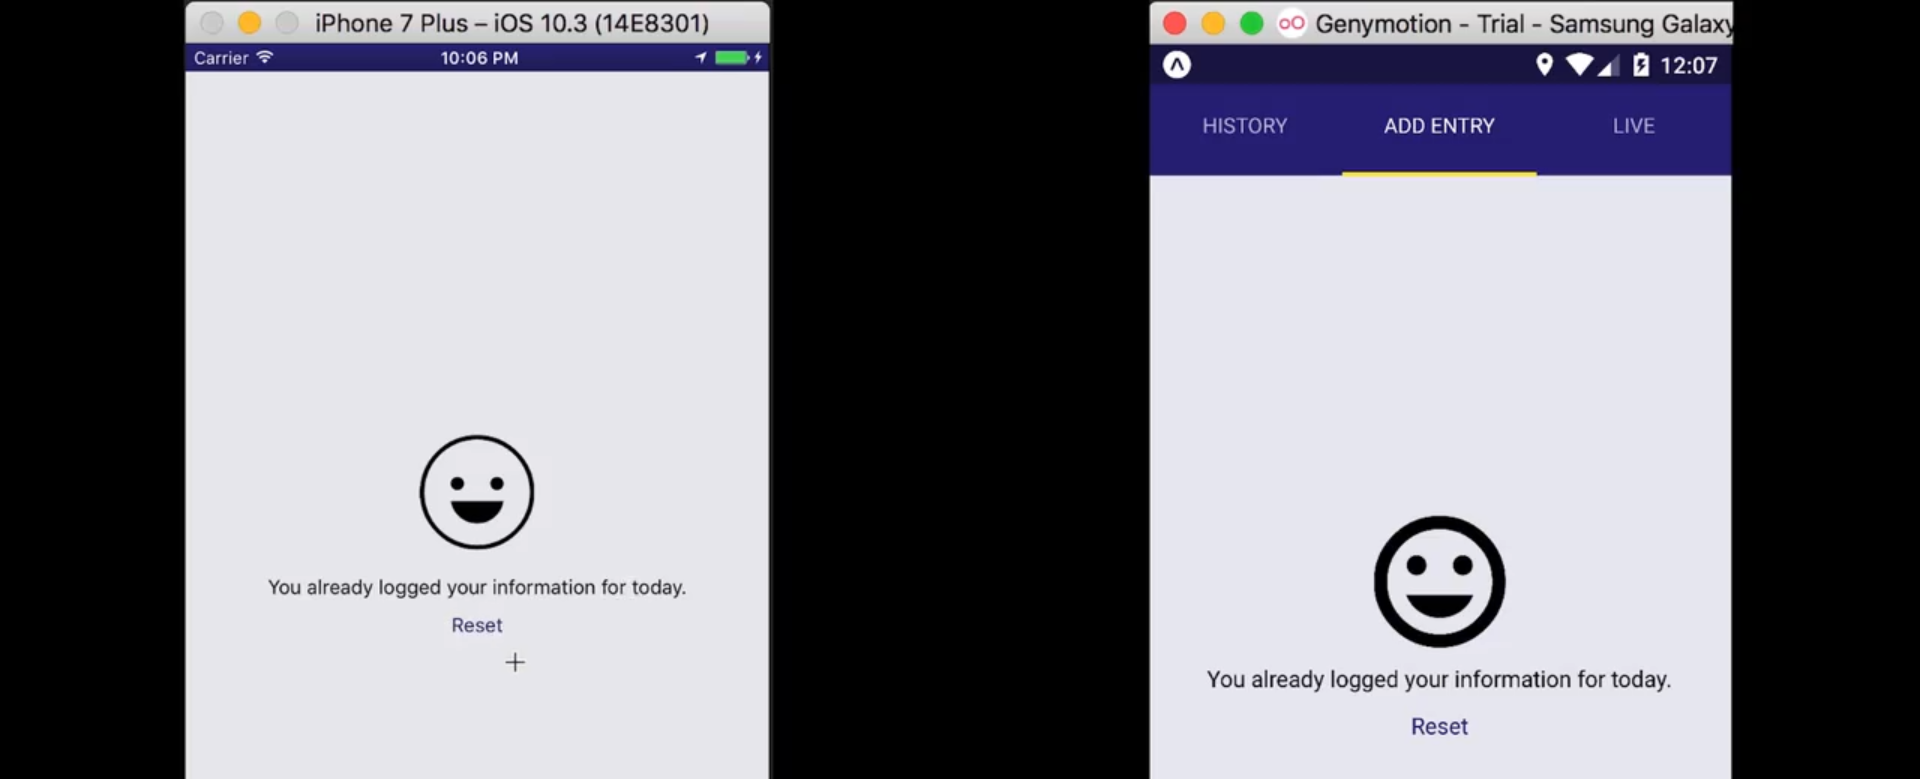 iPhone 7 Plus – iOS 10.3 (14E8301)
Carrier 10:06 PM
You already logged your information for today.
Reset
Genymotion - Trial - Samsung Galaxy
12:07
HISTORY ADD ENTRY LIVE
You already logged your information for today.
Reset